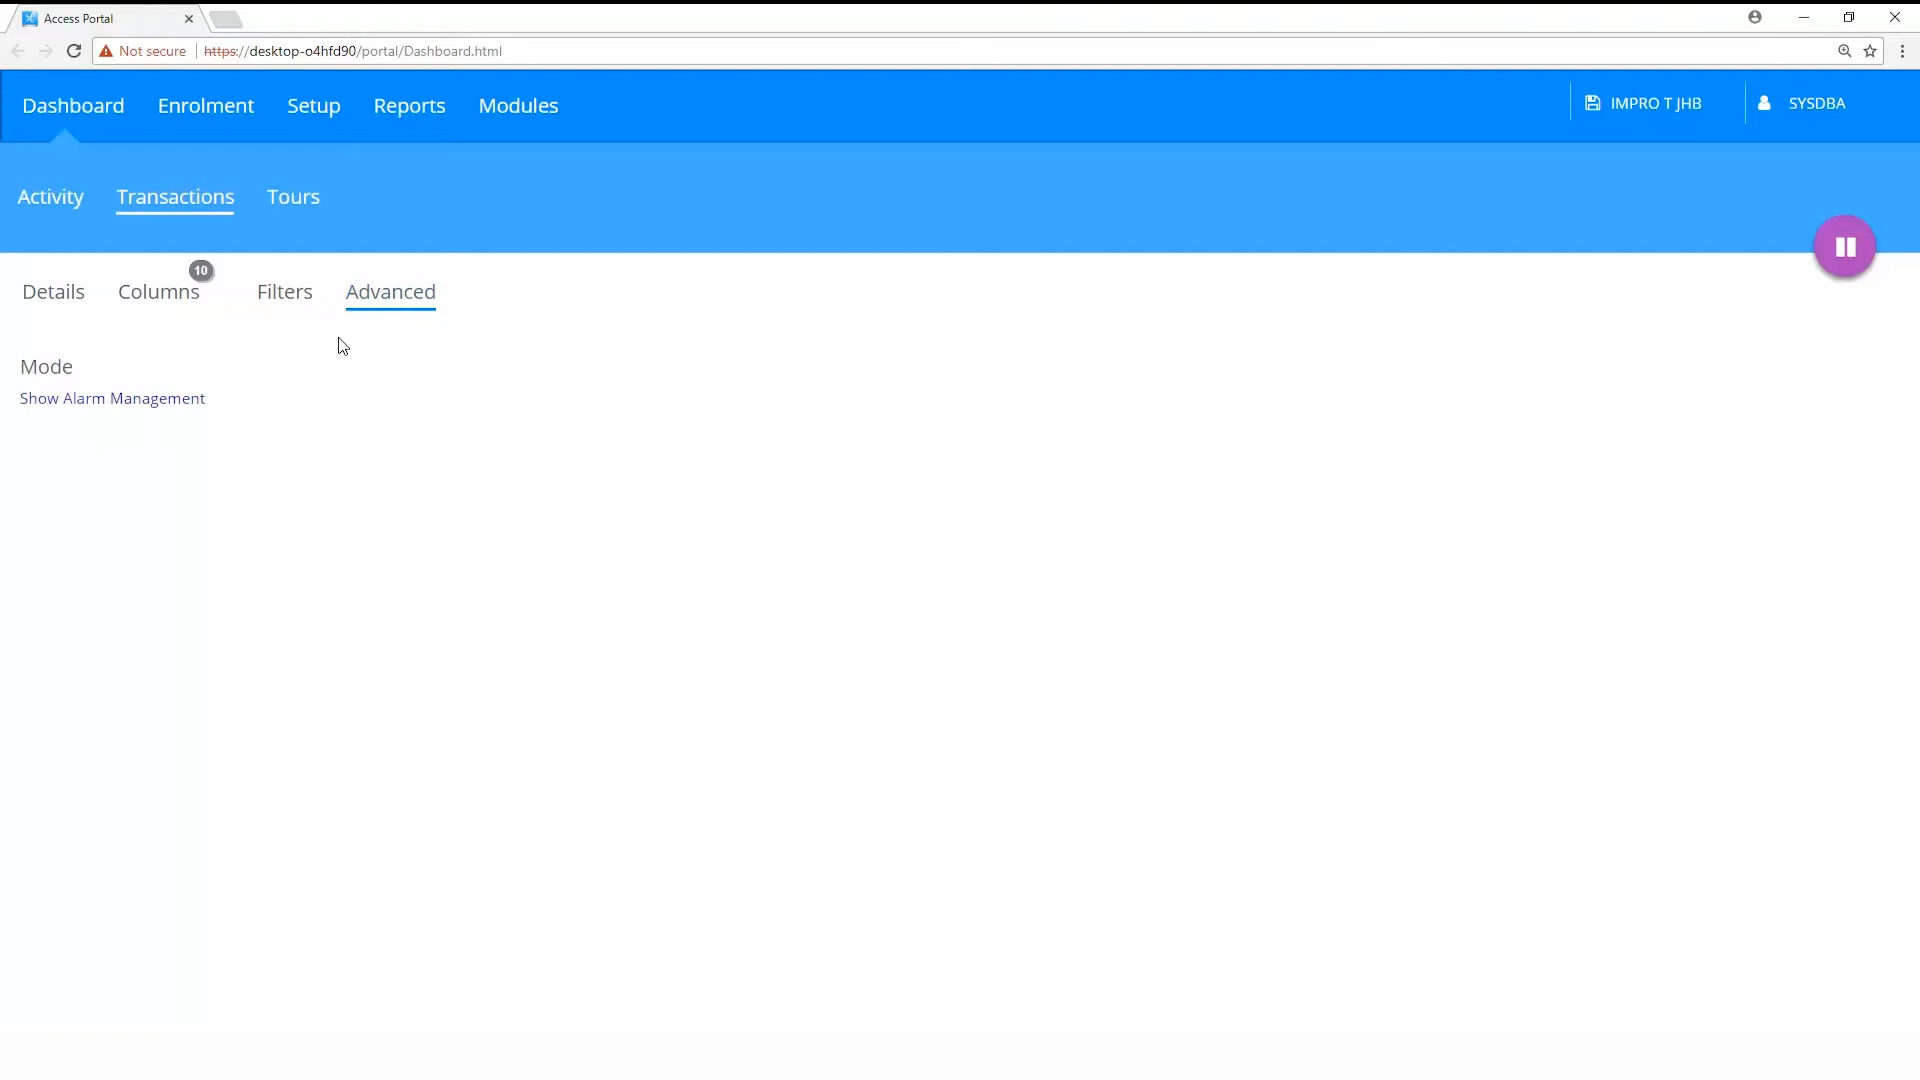 Access Portal
Not secure https://desktop-o4hfd90/portal/Dashboard.html
Dashboard Enrolment Setup Reports Modules IMPRO T JHB SYSDBA
Activity Transactions Tours
10
Details Columns Filters Advanced
Mode
Show Alarm Management